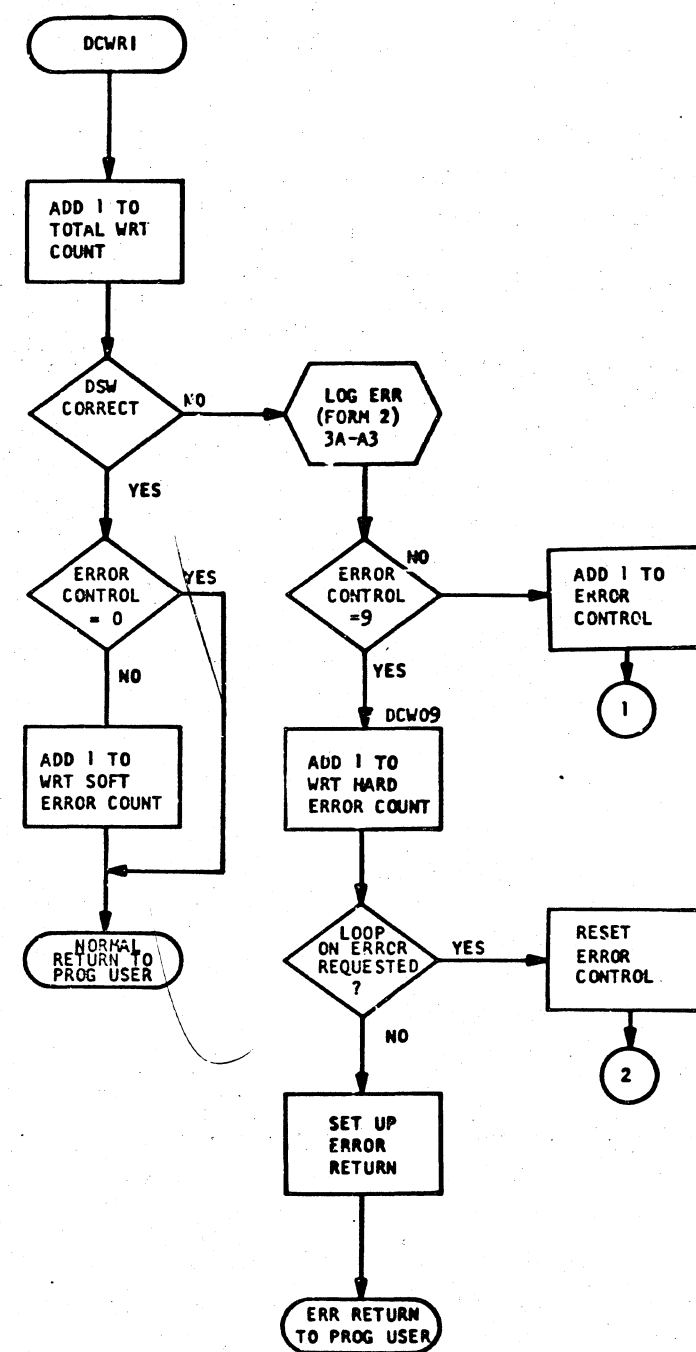 DCWR1
ADD 1 TO
TOTAL WRT
COUNT
DSW
CORRECT
NO
YES
LOG ERR
(FORM 2)
3A-A3
ERROR
CONTROL
= 0
YES
NO
ERROR
CONTROL
=9
NO
YES
ADD 1 TO
ERROR
CONTROL
1
ADD 1 TO
WRT SOFT
ERROR COUNT
DCW09
ADD 1 TO
WRT HARD
ERROR COUNT
NORMAL
RETURN TO
PROG USER
LOOP
ON ERROR
REQUESTED
?
YES
NO
RESET
ERROR
CONTROL
2
SET UP
ERROR
RETURN
ERR RETURN
TO PROG USER